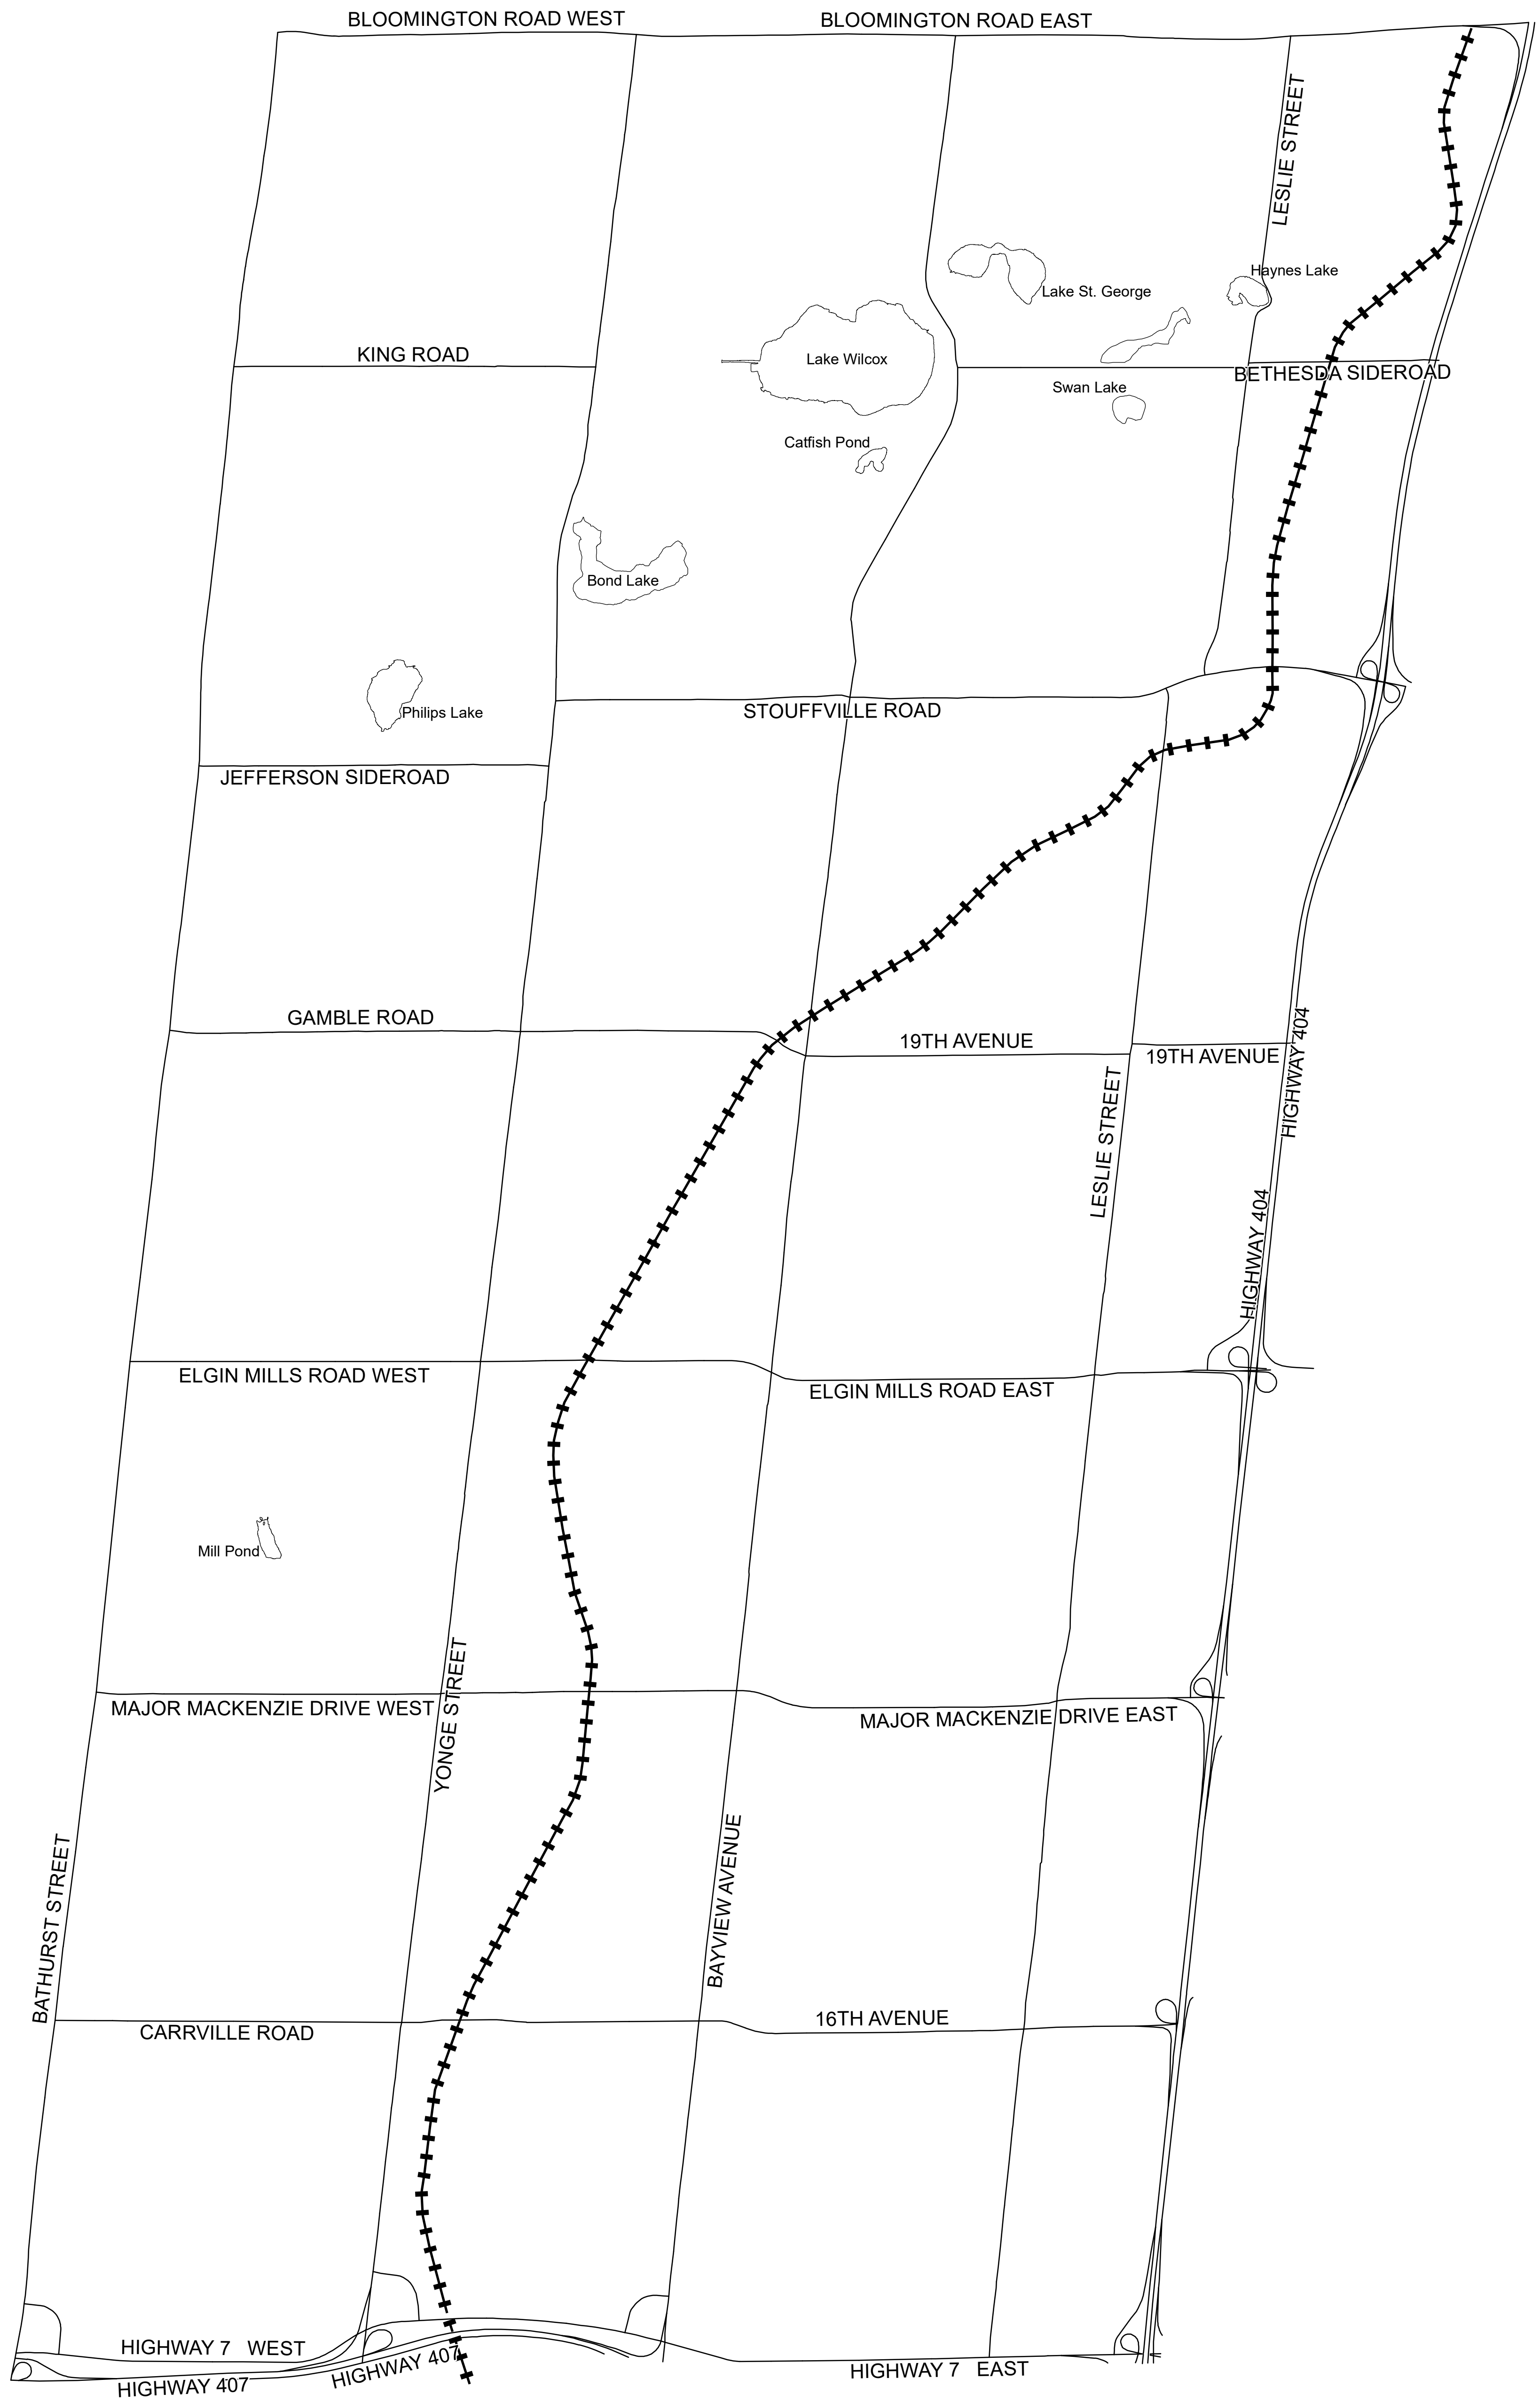 BLOOMINGTON ROAD WEST
BLOOMINGTON ROAD EAST
LESLIE STREET
Haynes Lake
Lake St. George
KING ROAD
Lake Wilcox
BETHESDA SIDEROAD
Swan Lake
Catfish Pond
Bond Lake
Philips Lake
STOUFFVILLE ROAD
JEFFERSON SIDEROAD
GAMBLE ROAD
19TH AVENUE
19TH AVENUE
HIGHWAY 404
LESLIE STREET
HIGHWAY 404
ELGIN MILLS ROAD WEST
ELGIN MILLS ROAD EAST
Mill Pond
MAJOR MACKENZIE DRIVE WEST
YONGE STREET
MAJOR MACKENZIE DRIVE EAST
BATHURST STREET
BAYVIEW AVENUE
CARRVILLE ROAD
16TH AVENUE
HIGHWAY 7 WEST
HIGHWAY 407
HIGHWAY 407
HIGHWAY 7 EAST